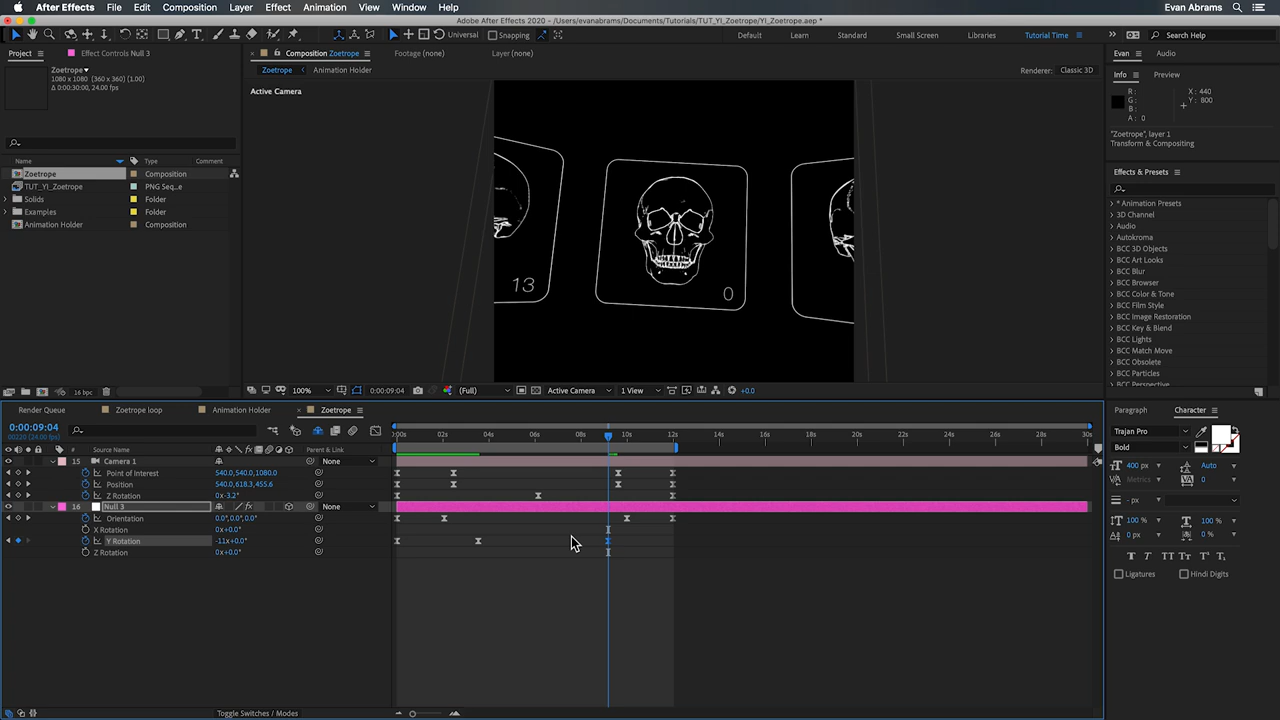 After Effects File Edit Composition Layer Effect Animation View Window Help Evan Abrams
Adobe After Effects 2020 - /Users/evanabrams/Documents/Tutorials/TUT_YI_Zoetrope/YI_Zoetrope.aep *
Universal Snapping Default Learn Standard Small Screen Libraries Tutorial Time Search Help
Project Effect Controls Null 3 Composition Zoetrope Footage (none) Layer (none) Evan Audio
Zoetrope Animation Holder Renderer: Classic 3D
Zoetrope
1080 x 1080 (360 x 360) (1.00)
Δ 0:00:30:00, 24.00 fps)
Active Camera
Info Preview
R : X : 440
G : Y : 800
B :
A : 0
"Zoetrope", layer 1
Transform & Compositing
Name Type Comment
Zoetrope Composition
TUT_YI_Zoetrope PNG Seq...e
Solids Folder
Examples Folder
Animation Holder Composition
13
0
Effects & Presets
* Animation Presets
3D Channel
Audio
Autokroma
BCC 3D Objects
BCC Art Looks
BCC Blur
BCC Browser
BCC Color & Tone
BCC Film Style
BCC Image Restoration
BCC Key & Blend
BCC Lights
BCC Match Move
BCC Obsolete
BCC Particles
BCC Perspective
16 bpc 100% 0:00:09:04 (Full) Active Camera 1 View +0.0
Render Queue Zoetrope loop Animation Holder Zoetrope
0:00:09:04
00220 (24.00 fps)
:00s 02s 04s 06s 08s 10s 12s 14s 16s 18s 20s 22s 24s 26s 28s 30s
# Source Name Parent & Link
15 Camera 1 None
Point of Interest 540.0,540.0,1080.0
Position 540.0,618.3,455.6
Z Rotation 0x-3.2°
16 Null 3 None
Orientation 0.0°,0.0°,0.0°
X Rotation 0x+0.0°
Y Rotation -11x+0.0°
Z Rotation 0x+0.0°
Toggle Switches / Modes
Paragraph Character
Trajan Pro
Bold
400 px Auto
Metrics 0
- px
100 % 100 %
0 px 0 %
T T TT Tt T¹ T₁
Ligatures Hindi Digits